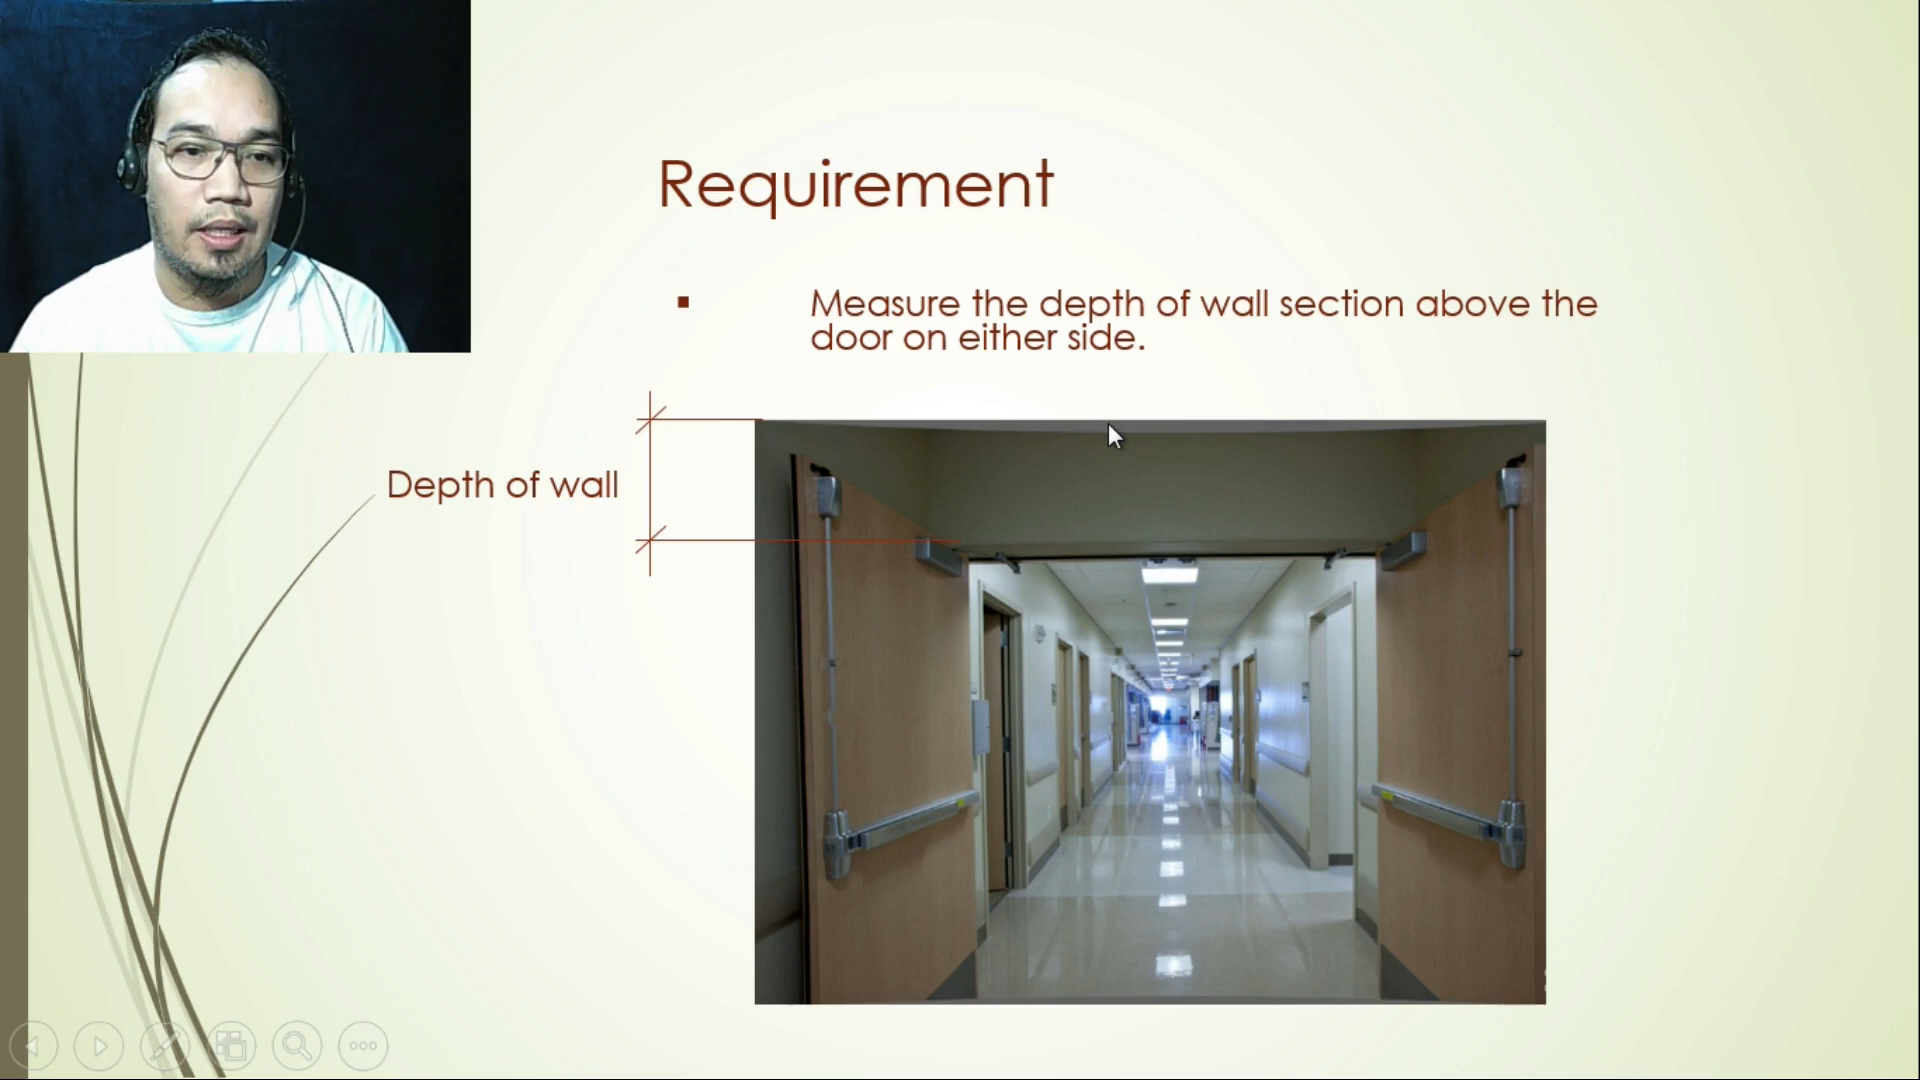 Requirement
▪ Measure the depth of wall section above the
door on either side.
Depth of wall